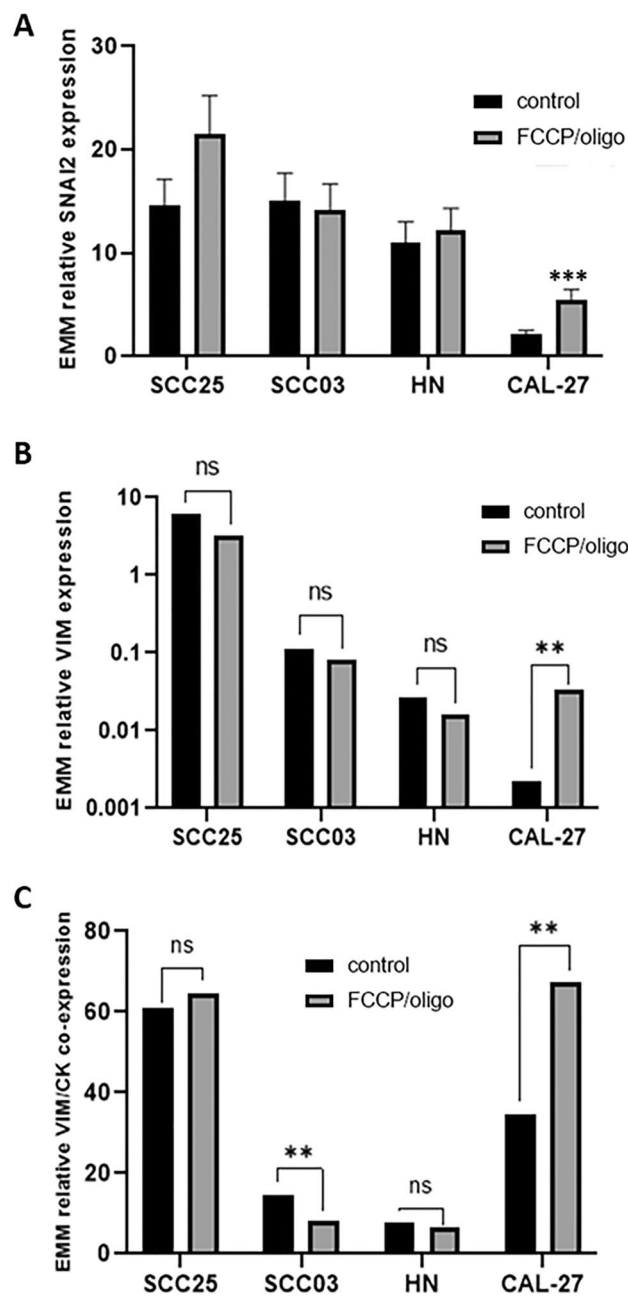 A
EMM relative SNAI2 expression
30
20
10
0
control
FCCP/oligo
***
SCC25 SCC03 HN CAL-27
B
EMM relative VIM expression
10
1
0.1
0.01
0.001
ns
ns
ns
**
control
FCCP/oligo
SCC25 SCC03 HN CAL-27
C
EMM relative VIM/CK co-expression
80
60
40
20
0
ns
**
ns
**
control
FCCP/oligo
SCC25 SCC03 HN CAL-27